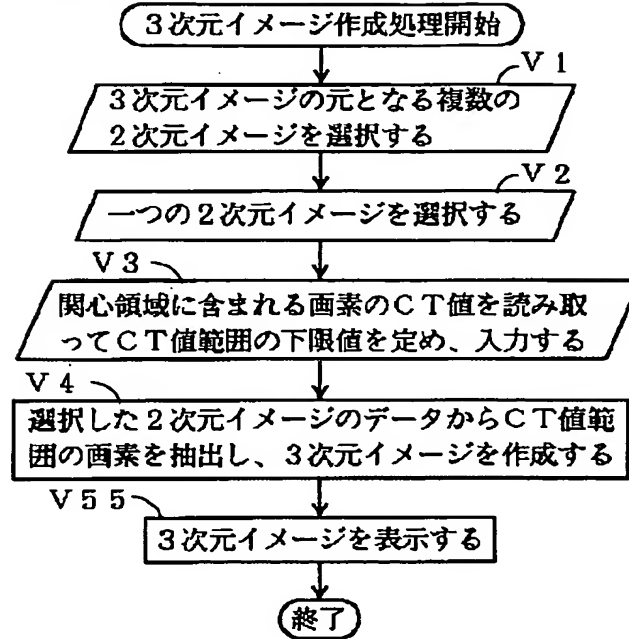 3次元イメージ作成処理開始
V1
3次元イメージの元となる複数の
2次元イメージを選択する
V2
一つの2次元イメージを選択する
V3
関心領域に含まれる画素のCT値を読み取
ってCT値範囲の下限値を定め、入力する
V4
選択した2次元イメージのデータからCT値範
囲の画素を抽出し、3次元イメージを作成する
V55
3次元イメージを表示する
終了